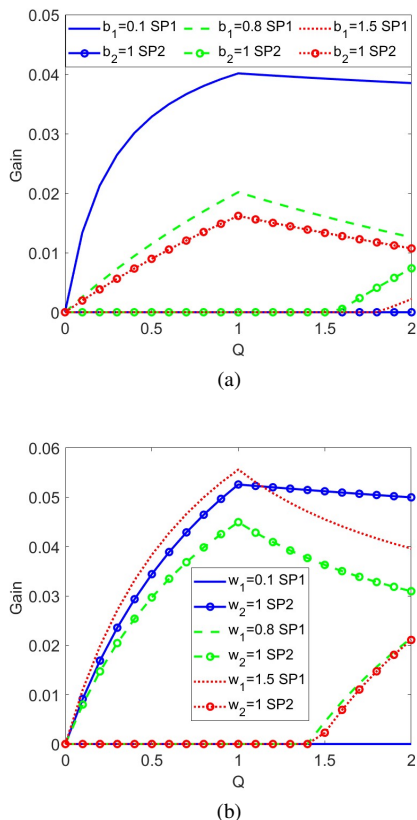 0.05
b1=0.1 SP1 b1=0.8 SP1 b1=1.5 SP1
b2=1 SP2 b2=1 SP2 b2=1 SP2
0.04
0.03
0.02
0.01
0
Gain
0 0.5 1 1.5 2
Q
(a)
0.06
0.05
0.04
0.03
0.02
0.01
0
Gain
w1=0.1 SP1
w2=1 SP2
w1=0.8 SP1
w2=1 SP2
w1=1.5 SP1
w2=1 SP2
0 0.5 1 1.5 2
Q
(b)